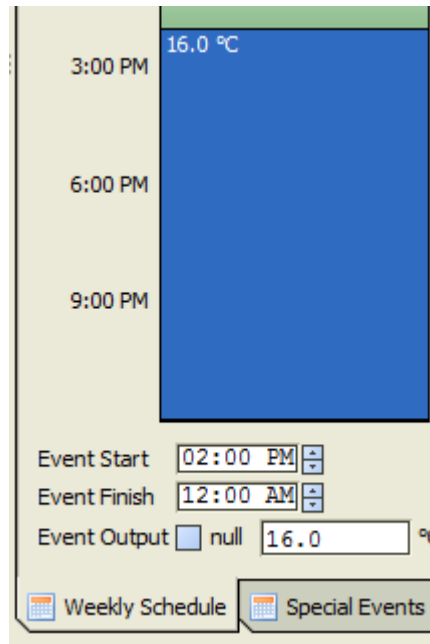 16.0 ºC
3:00 PM
6:00 PM
9:00 PM
Event Start 02:00 PM
Event Finish 12:00 AM
Event Output null 16.0
Weekly Schedule Special Events